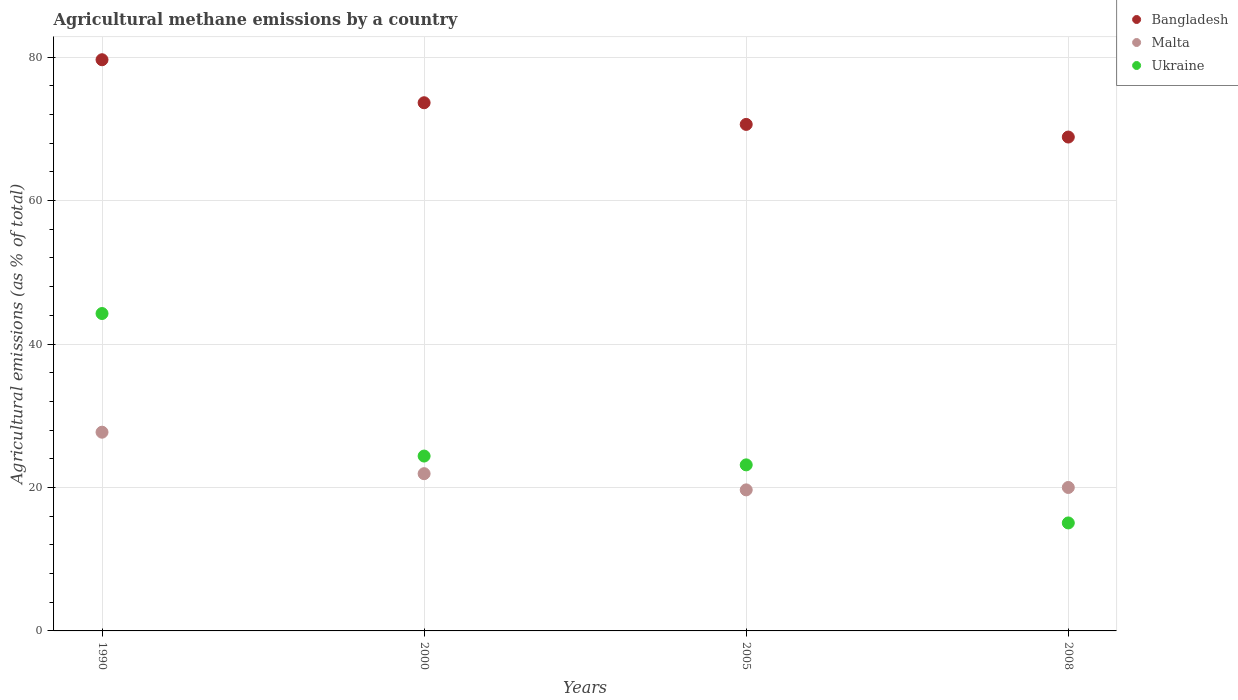 Agricultural methane emissions by a country
Bangladesh
Malta
Ukraine
Agricultural emissions (as % of total)
80
60
40
20
0
1990
2000
2005
2008
Years